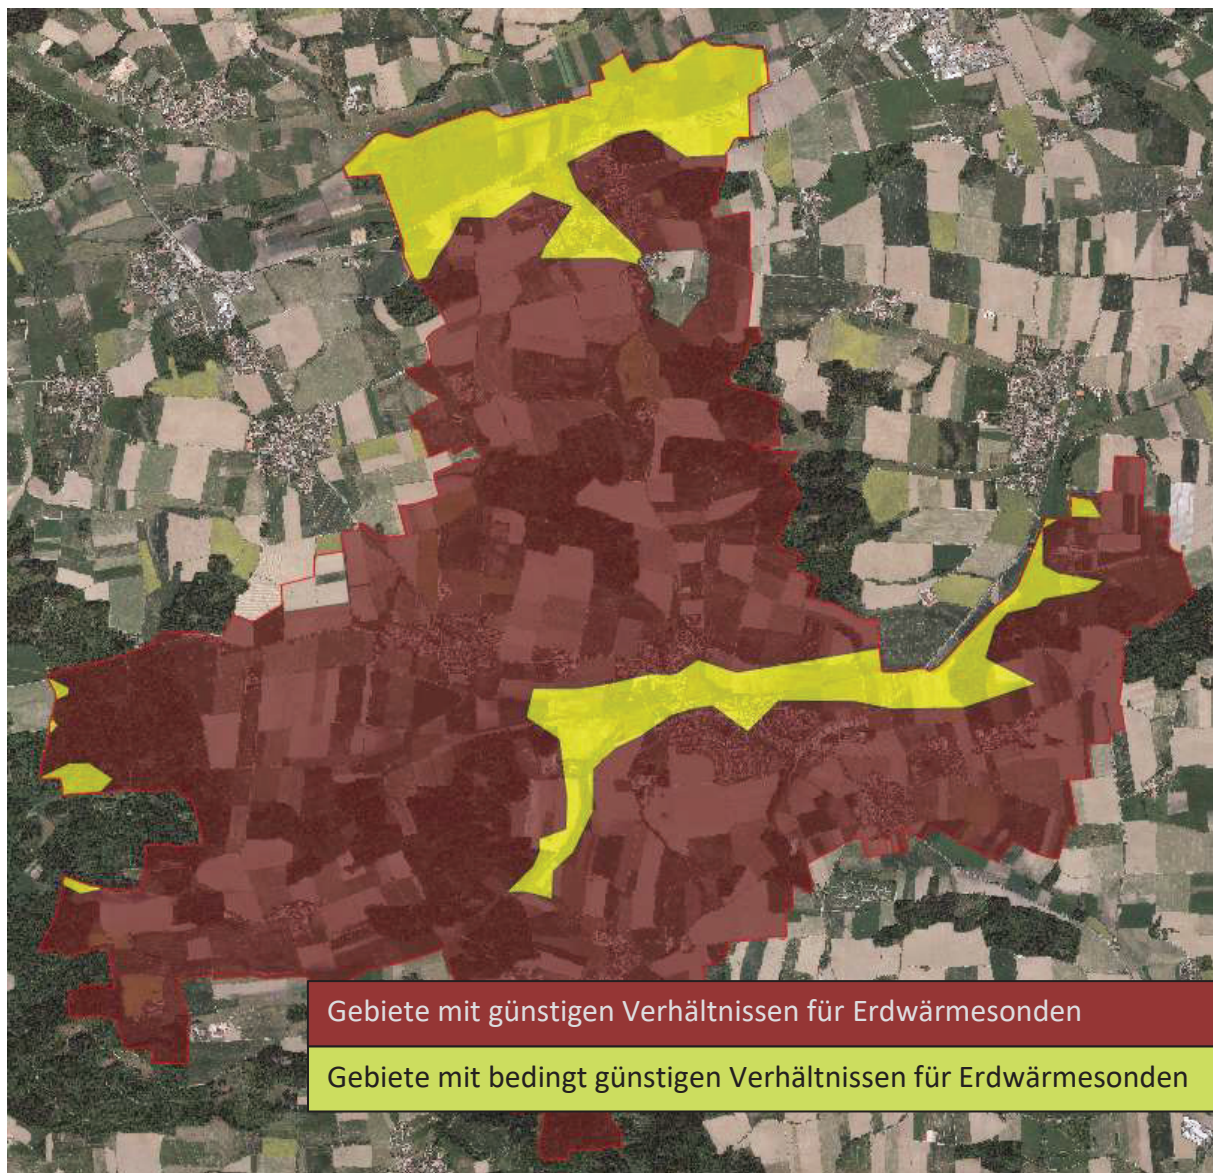 Gebiete mit günstigen Verhältnissen für Erdwärmesonden
Gebiete mit bedingt günstigen Verhältnissen für Erdwärmesonden